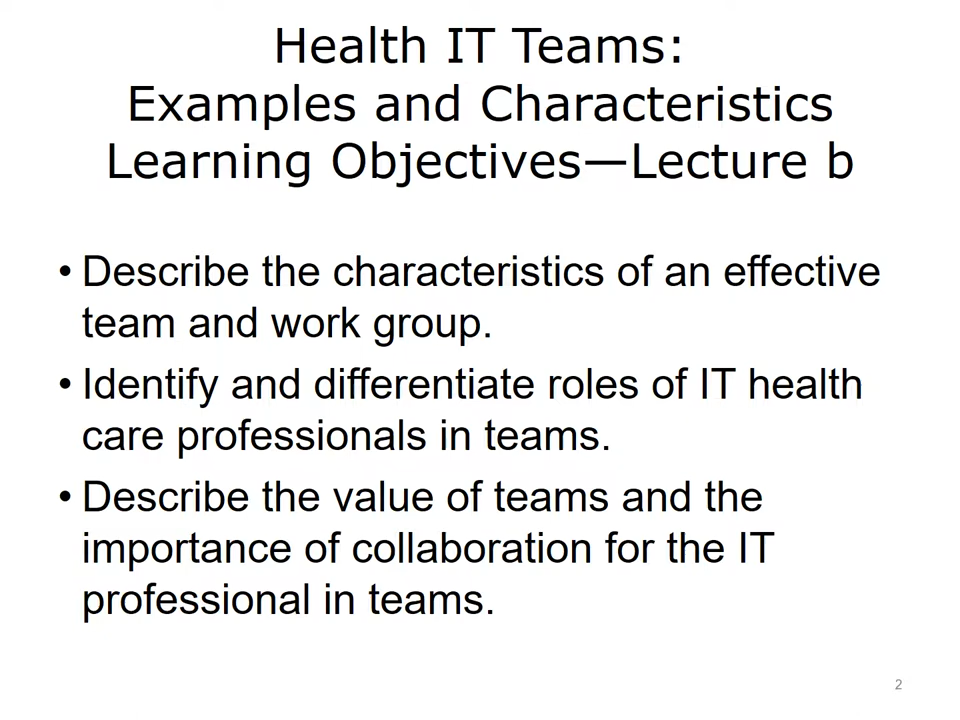 Health IT Teams:
Examples and Characteristics
Learning Objectives—Lecture b
• Describe the characteristics of an effective
team and work group.
• Identify and differentiate roles of IT health
care professionals in teams.
• Describe the value of teams and the
importance of collaboration for the IT
professional in teams.
2